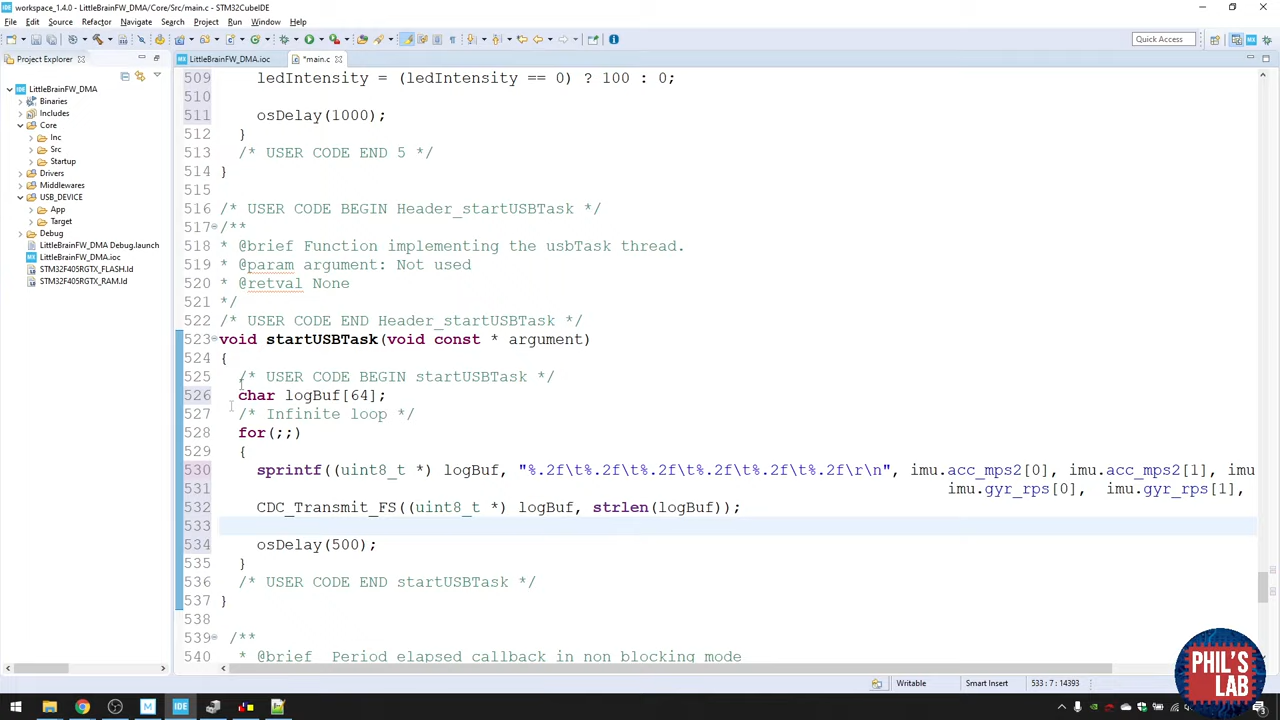 workspace_1.4.0 - LittleBrainFW_DMA/Core/Src/main.c - STM32CubeIDE
File Edit Source Refactor Navigate Search Project Run Window Help
Quick Access
Project Explorer
LittleBrainFW_DMA.ioc
*main.c
LittleBrainFW_DMA
Binaries
Includes
Core
Inc
Src
Startup
Drivers
Middlewares
USB_DEVICE
App
Target
Debug
LittleBrainFW_DMA Debug.launch
LittleBrainFW_DMA.ioc
STM32F405RGTX_FLASH.ld
STM32F405RGTX_RAM.ld
509 ledIntensity = (ledIntensity == 0) ? 100 : 0;
510
511 osDelay(1000);
512 }
513 /* USER CODE END 5 */
514 }
515
516 /* USER CODE BEGIN Header_startUSBTask */
517 /**
518 * @brief Function implementing the usbTask thread.
519 * @param argument: Not used
520 * @retval None
521 */
522 /* USER CODE END Header_startUSBTask */
523 void startUSBTask(void const * argument)
524 {
525 /* USER CODE BEGIN startUSBTask */
526 char logBuf[64];
527 /* Infinite loop */
528 for(;;)
529 {
530 sprintf((uint8_t *) logBuf, "%.2f\t%.2f\t%.2f\t%.2f\t%.2f\t%.2f\r\n", imu.acc_mps2[0], imu.acc_mps2[1], imu
531 imu.gyr_rps[0], imu.gyr_rps[1],
532 CDC_Transmit_FS((uint8_t *) logBuf, strlen(logBuf));
533
534 osDelay(500);
535 }
536 /* USER CODE END startUSBTask */
537 }
538
539 /**
540 * @brief Period elapsed callback in non blocking mode
Writable
Smart Insert
533 : 7 : 14393
PHIL'S
LAB